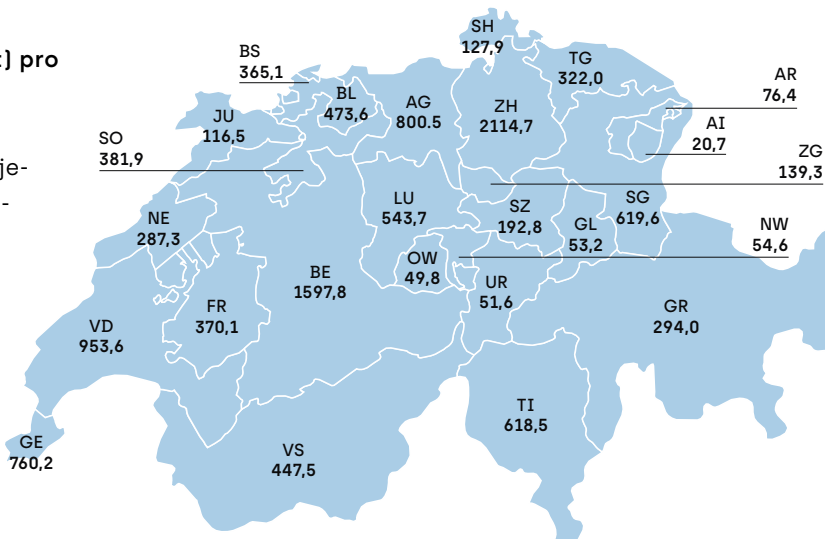 ) pro
je-
-
SH
127,9
BS
365,1
TG
322,0
BL
473,6
AG
800.5
ZH
2114,7
AR
76,4
JU
116,5
AI
20,7
SO
381,9
ZG
139,3
LU
543,7
SZ
192,8
SG
619,6
NE
287,3
GL
53,2
NW
54,6
OW
49,8
BE
1597,8
UR
51,6
FR
370,1
GR
294,0
VD
953,6
TI
618,5
GE
760,2
VS
447,5